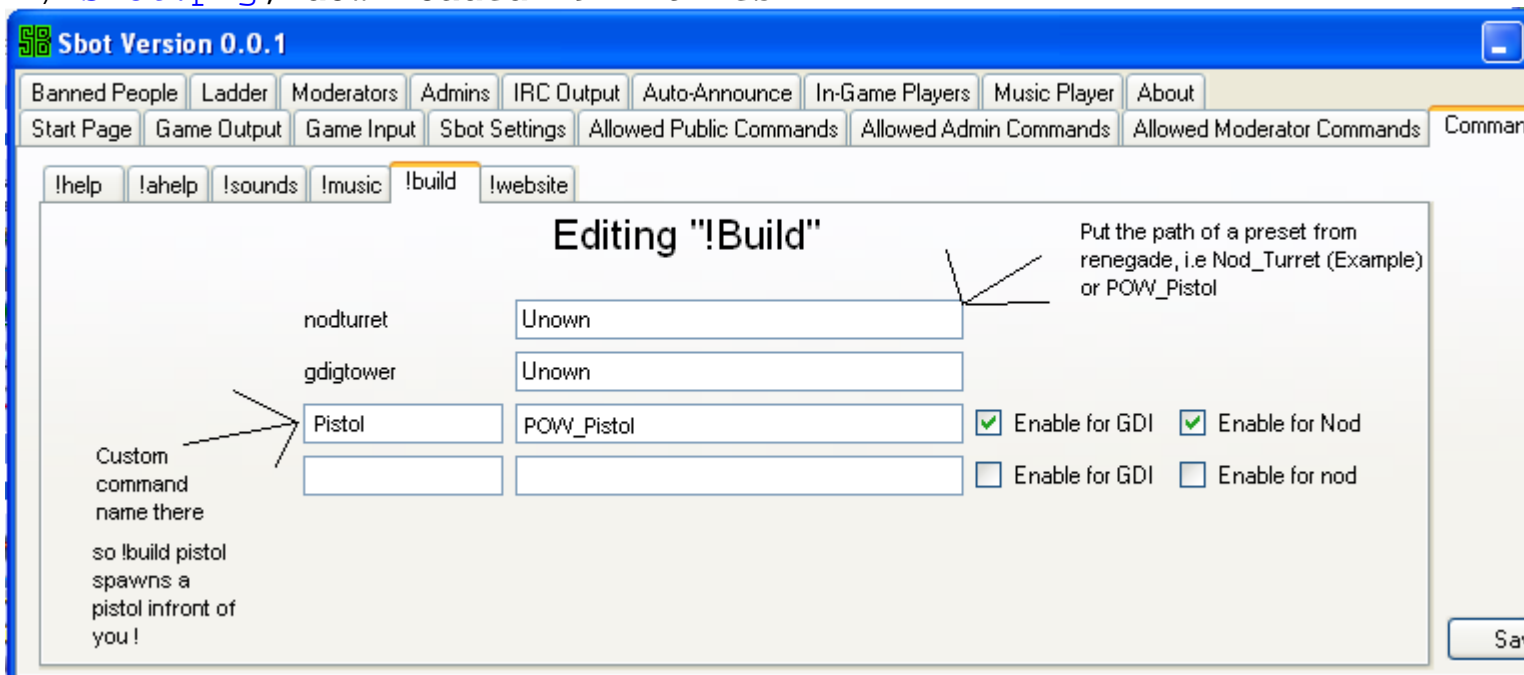 Sbot Version 0.0.1
Banned People Ladder Moderators Admins IRC Output Auto-Announce In-Game Players Music Player About
Start Page Game Output Game Input Sbot Settings Allowed Public Commands Allowed Admin Commands Allowed Moderator Commands Comman
!help !ahelp !sounds !music !build !website
Editing "!Build"
Put the path of a preset from
renegade, i.e Nod_Turret (Example)
or POW_Pistol
nodturret Unown
gdigtower Unown
Pistol POW_Pistol Enable for GDI Enable for Nod
Enable for GDI Enable for nod
Custom
command
name there
so !build pistol
spawns a
pistol infront of
you !
Sav